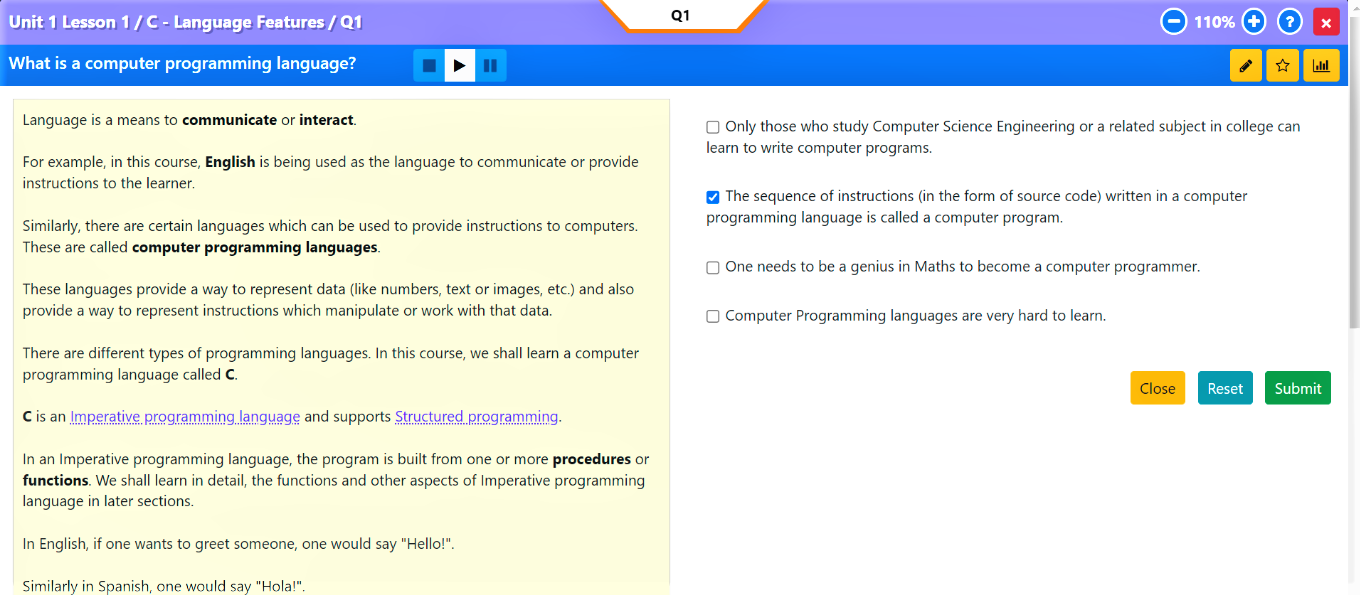 Unit 1 Lesson 1 / C - Language Features / Q1
Q1
110%
?
What is a computer programming language?
Language is a means to communicate or interact.
For example, in this course, English is being used as the language to communicate or provide
instructions to the learner.
Similarly, there are certain languages which can be used to provide instructions to computers.
These are called computer programming languages.
These languages provide a way to represent data (like numbers, text or images, etc.) and also
provide a way to represent instructions which manipulate or work with that data.
There are different types of programming languages. In this course, we shall learn a computer
programming language called C.
C is an Imperative programming language and supports Structured programming.
In an Imperative programming language, the program is built from one or more procedures or
functions. We shall learn in detail, the functions and other aspects of Imperative programming
language in later sections.
In English, if one wants to greet someone, one would say "Hello!".
Similarly in Spanish, one would say "Hola!".
Only those who study Computer Science Engineering or a related subject in college can
learn to write computer programs.
The sequence of instructions (in the form of source code) written in a computer
programming language is called a computer program.
One needs to be a genius in Maths to become a computer programmer.
Computer Programming languages are very hard to learn.
Close Reset Submit